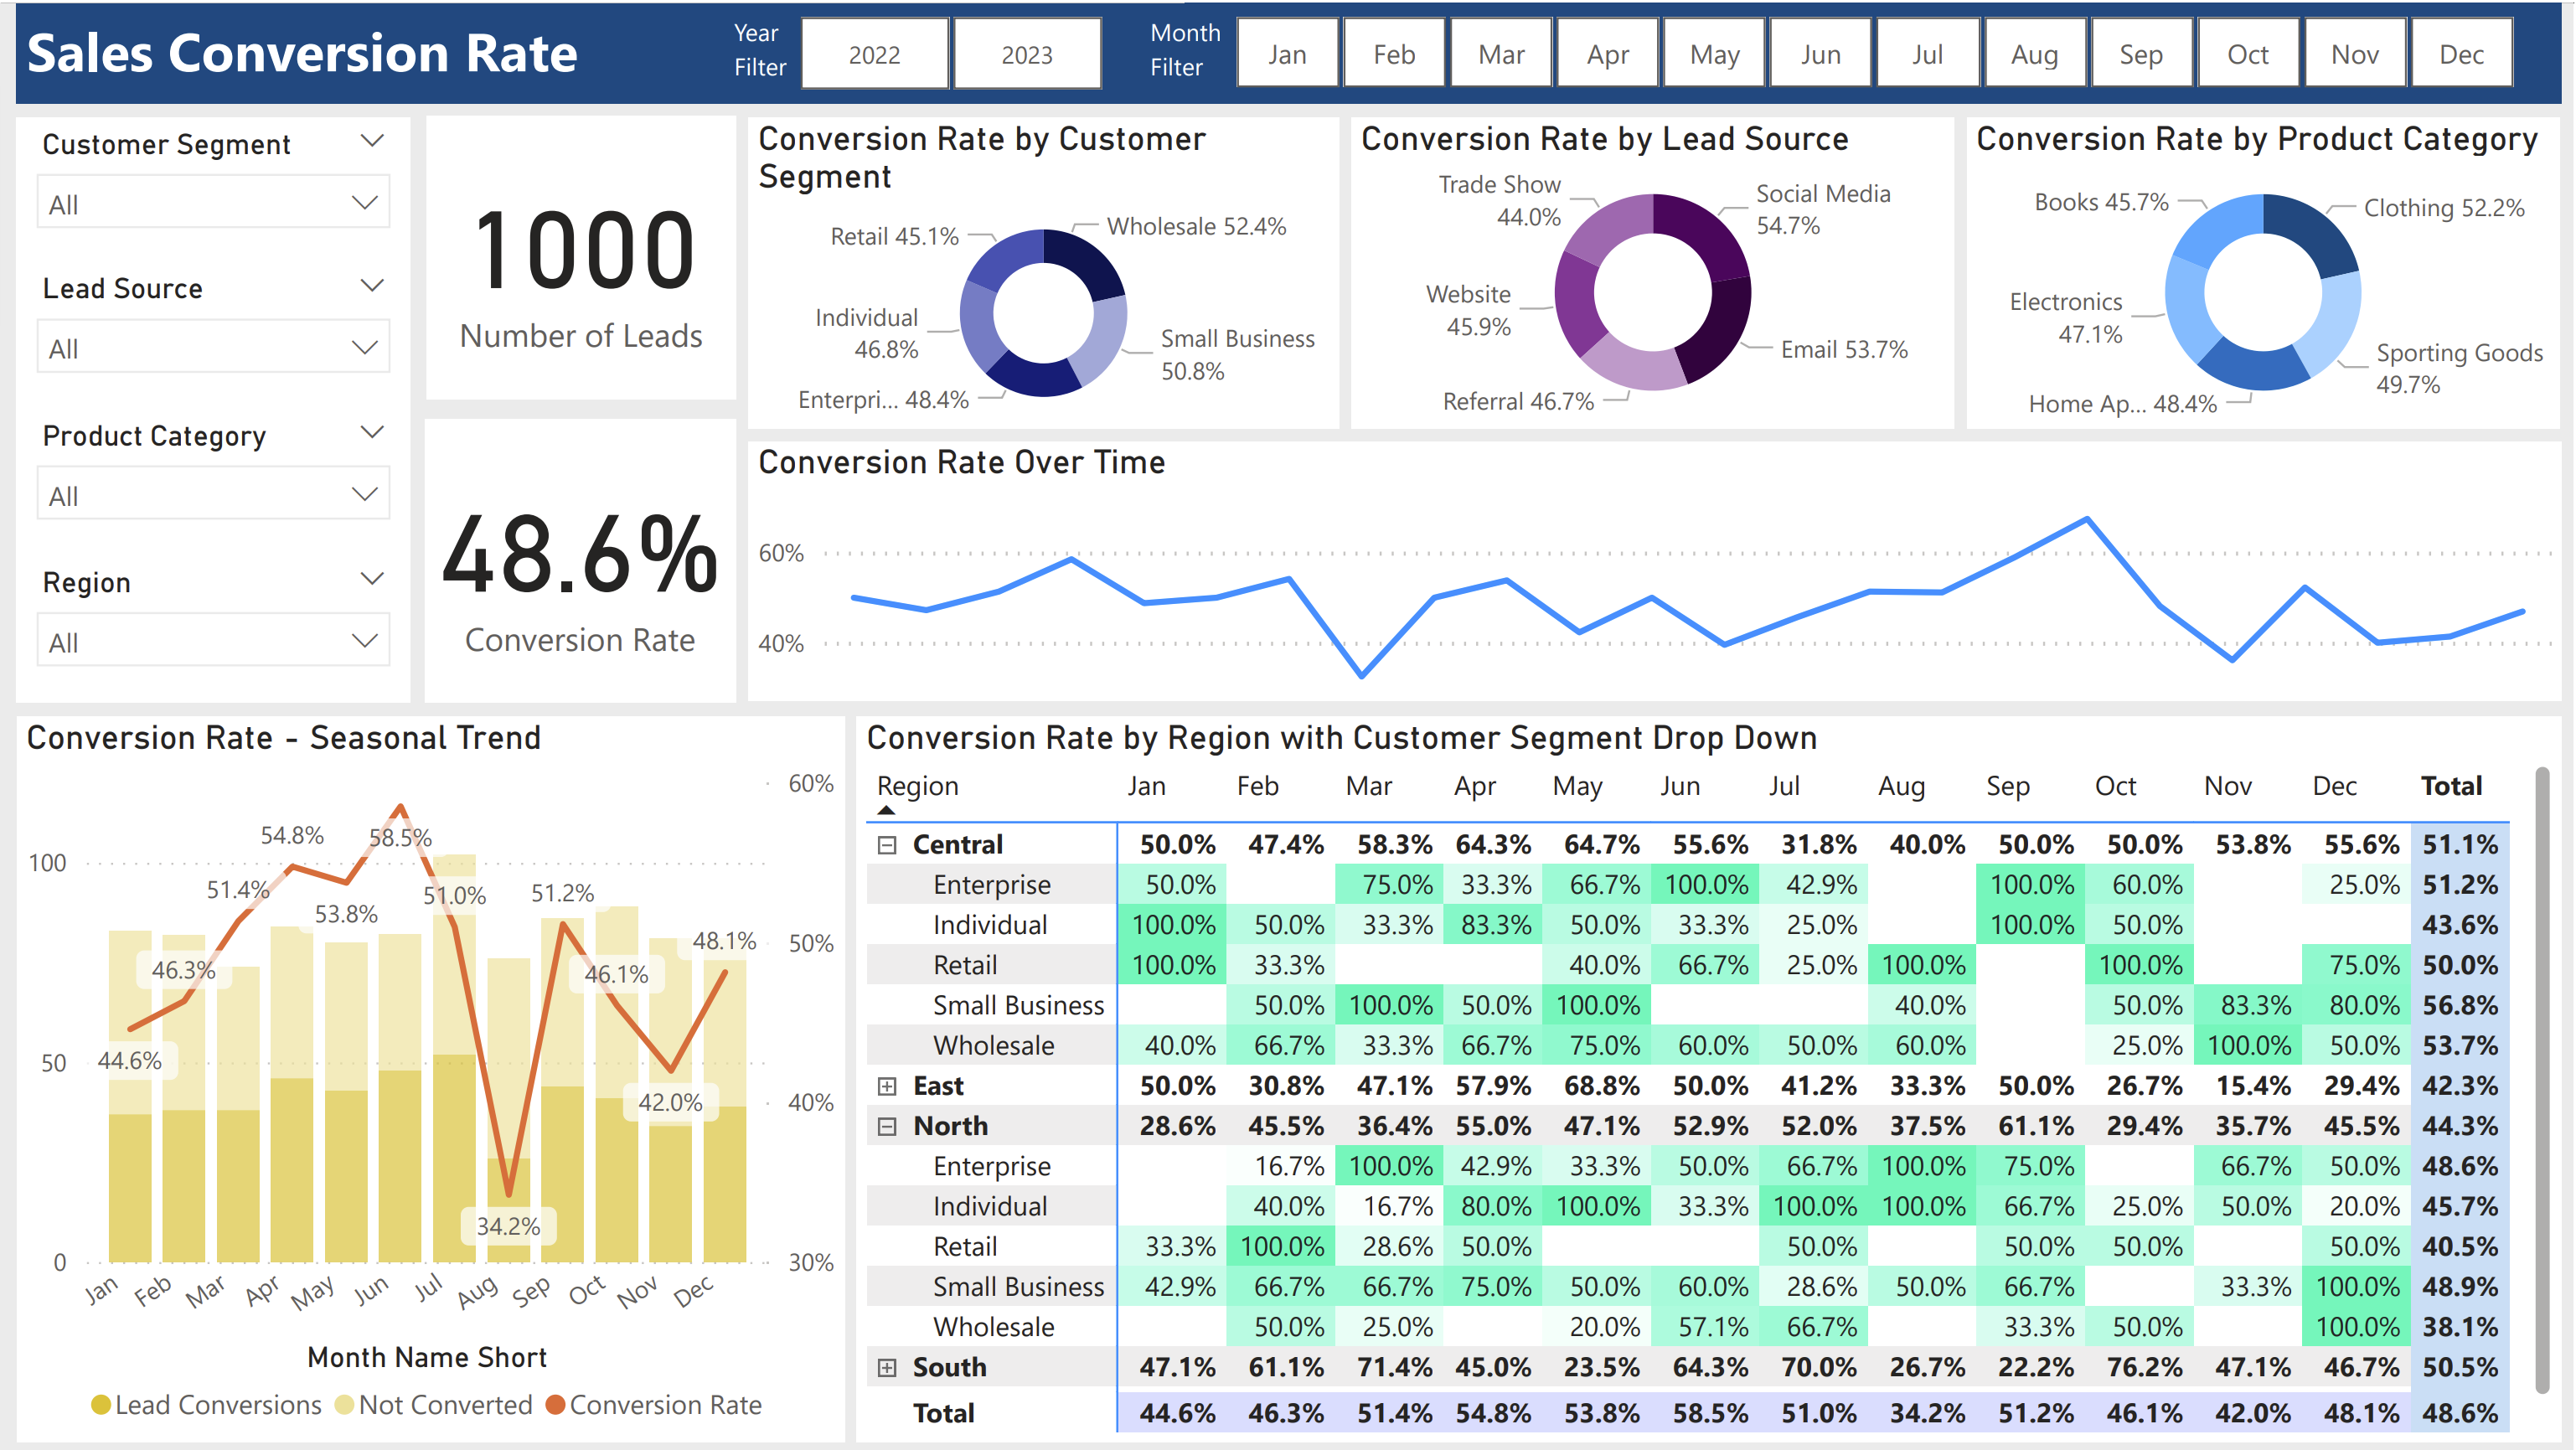 Sales Conversion Rate
Year
Filter
2022
2023
Month
Filter
Jan
Feb
Mar
Apr
May
Jun
Jul
Aug
Sep
Oct
Nov
Dec
Customer Segment
All
Lead Source
All
Product Category
All
Region
All
1000
Number of Leads
48.6%
Conversion Rate
Conversion Rate by Customer
Segment
Retail 45.1%
Wholesale 52.4%
Individual
46.8%
Small Business
50.8%
Enterpri... 48.4%
Conversion Rate by Lead Source
Trade Show
44.0%
Social Media
54.7%
Website
45.9%
Email 53.7%
Referral 46.7%
Conversion Rate by Product Category
Books 45.7%
Clothing 52.2%
Electronics
47.1%
Sporting Goods
49.7%
Home Ap... 48.4%
Conversion Rate Over Time
60%
40%
Conversion Rate - Seasonal Trend
60%
54.8%
58.5%
100
51.4%
51.0%
51.2%
53.8%
48.1%
50%
46.3%
46.1%
50
44.6%
42.0%
40%
34.2%
0
30%
Jan Feb Mar Apr May Jun Jul Aug Sep Oct Nov Dec
Month Name Short
Lead Conversions Not Converted Conversion Rate
Conversion Rate by Region with Customer Segment Drop Down
Region Jan Feb Mar Apr May Jun Jul Aug Sep Oct Nov Dec Total
Central 50.0% 47.4% 58.3% 64.3% 64.7% 55.6% 31.8% 40.0% 50.0% 50.0% 53.8% 55.6% 51.1%
Enterprise 50.0% 75.0% 33.3% 66.7% 100.0% 42.9% 100.0% 60.0% 25.0% 51.2%
Individual 100.0% 50.0% 33.3% 83.3% 50.0% 33.3% 25.0% 100.0% 50.0% 43.6%
Retail 100.0% 33.3% 40.0% 66.7% 25.0% 100.0% 100.0% 75.0% 50.0%
Small Business 50.0% 100.0% 50.0% 100.0% 40.0% 50.0% 83.3% 80.0% 56.8%
Wholesale 40.0% 66.7% 33.3% 66.7% 75.0% 60.0% 50.0% 60.0% 25.0% 100.0% 50.0% 53.7%
East 50.0% 30.8% 47.1% 57.9% 68.8% 50.0% 41.2% 33.3% 50.0% 26.7% 15.4% 29.4% 42.3%
North 28.6% 45.5% 36.4% 55.0% 47.1% 52.9% 52.0% 37.5% 61.1% 29.4% 35.7% 45.5% 44.3%
Enterprise 16.7% 100.0% 42.9% 33.3% 50.0% 66.7% 100.0% 75.0% 66.7% 50.0% 48.6%
Individual 40.0% 16.7% 80.0% 100.0% 33.3% 100.0% 100.0% 66.7% 25.0% 50.0% 20.0% 45.7%
Retail 33.3% 100.0% 28.6% 50.0% 50.0% 50.0% 50.0% 50.0% 40.5%
Small Business 42.9% 66.7% 66.7% 75.0% 50.0% 60.0% 28.6% 50.0% 66.7% 33.3% 100.0% 48.9%
Wholesale 50.0% 25.0% 20.0% 57.1% 66.7% 33.3% 50.0% 100.0% 38.1%
South 47.1% 61.1% 71.4% 45.0% 23.5% 64.3% 70.0% 26.7% 22.2% 76.2% 47.1% 46.7% 50.5%
Total 44.6% 46.3% 51.4% 54.8% 53.8% 58.5% 51.0% 34.2% 51.2% 46.1% 42.0% 48.1% 48.6%